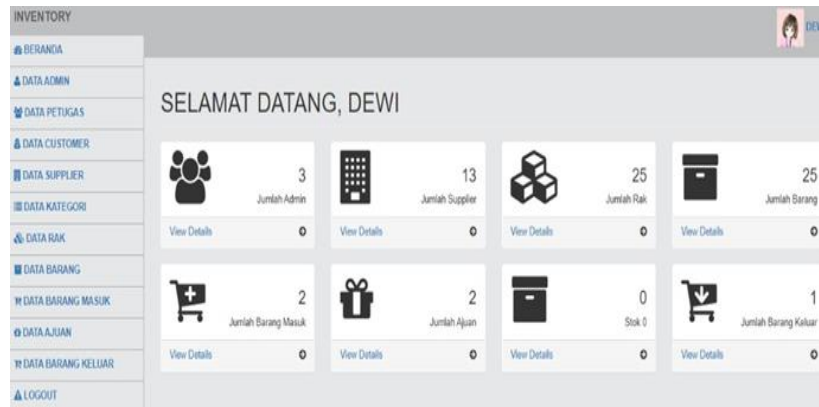 INVENTORY
BERANDA
DATA ADMIN
DATA PETUGAS
DATA CUSTOMER
DATA SUPPLIER
DATA KATEGORI
DATA RAK
DATA BARANG
DATA BARANG MASUK
DATA AJUAN
DATA BARANG KELUAR
LOGOUT
SELAMAT DATANG, DEWI
3
Jumlah Admin
View Details
13
Jumlah Supplier
View Details
25
Jumlah Rak
View Details
25
Jumlah Barang
View Details
2
Jumlah Barang Masuk
View Details
2
Jumlah Ajuan
View Details
0
Stok 0
View Details
1
Jumlah Barang Keluar
View Details